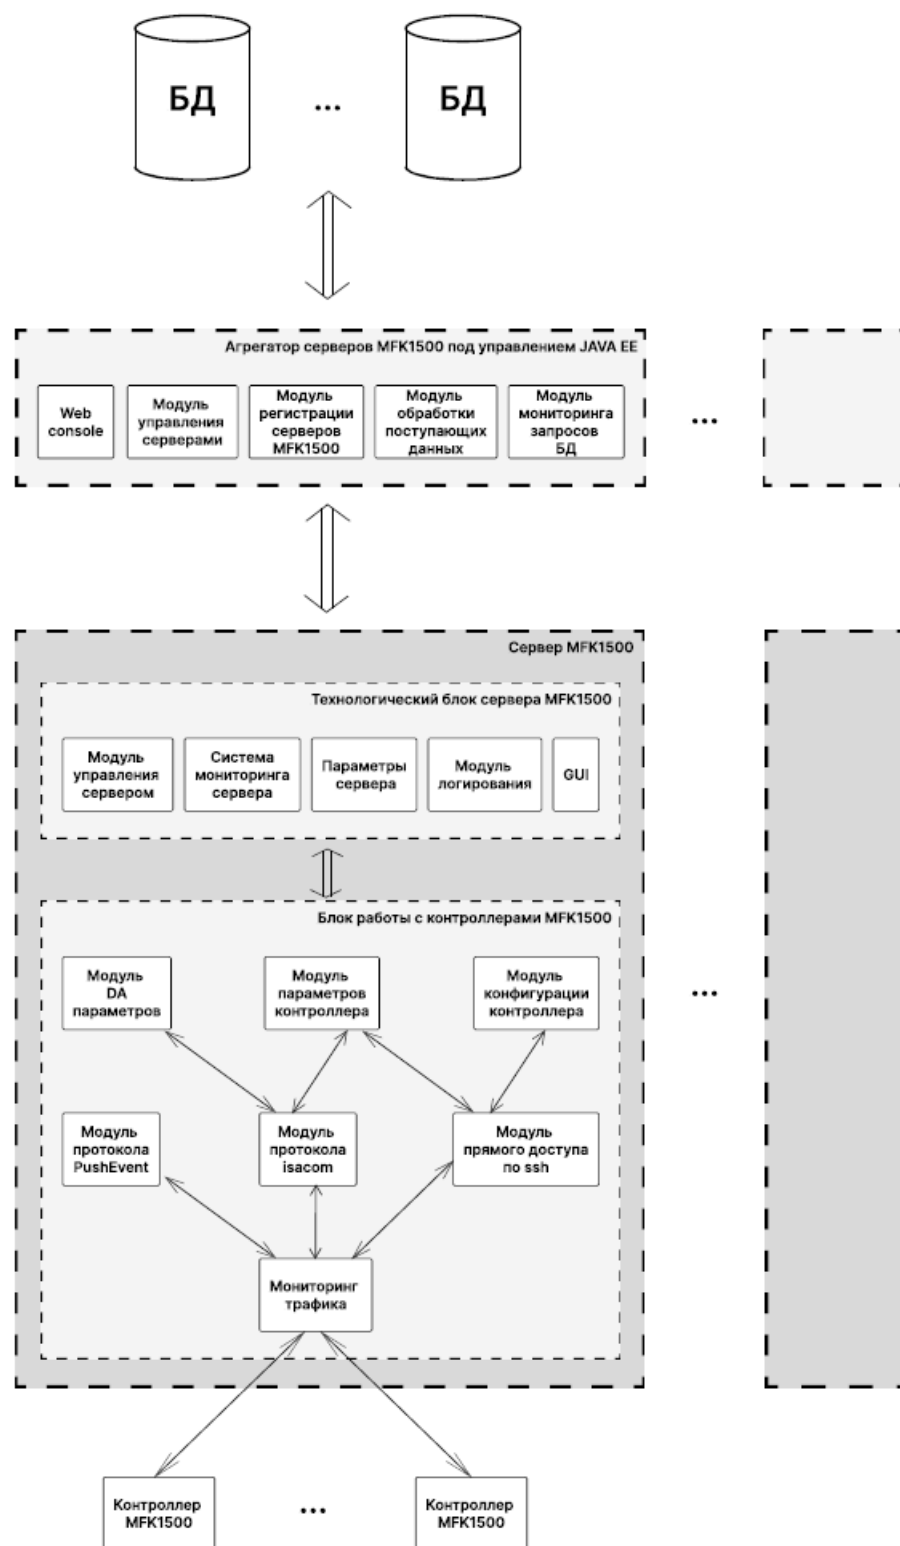 БД
...
БД
Агрегатор серверов MFK1500 под управлением JAVA EE
Web
console
Модуль
управления
серверами
Модуль
регистрации
серверов
MFK1500
Модуль
обработки
поступающих
данных
Модуль
мониторинга
запросов
БД
...
Сервер MFK1500
Технологический блок сервера MFK1500
Модуль
управления
сервером
Система
мониторинга
сервера
Параметры
сервера
Модуль
логирования
GUI
Блок работы с контроллерами MFK1500
Модуль
DA
параметров
Модуль
параметров
контроллера
Модуль
конфигурации
контроллера
...
Модуль
протокола
PushEvent
Модуль
протокола
isacom
Модуль
прямого доступа
по ssh
Мониторинг
трафика
Контроллер
MFK1500
...
Контроллер
MFK1500